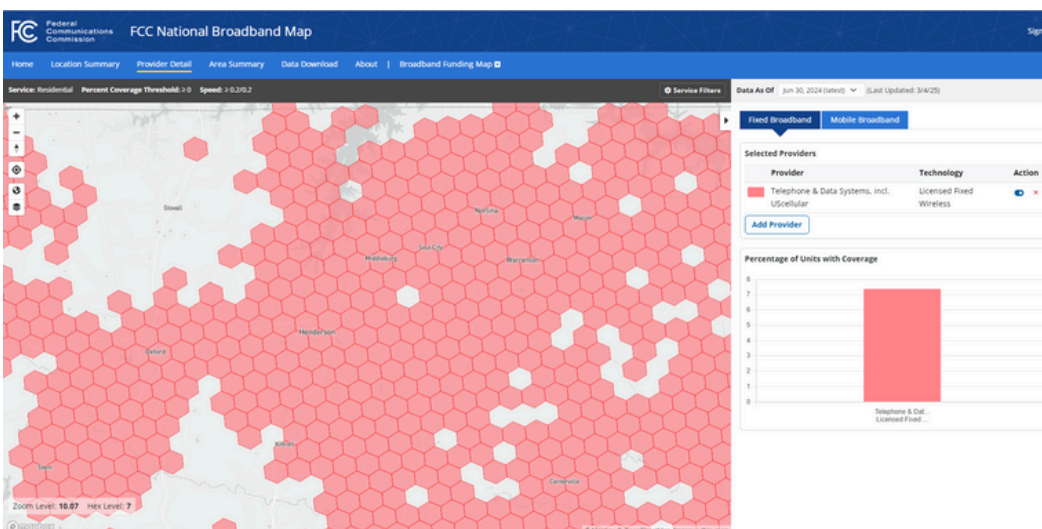 FCC
Federal
Communications
Commission
FCC National Broadband Map
Sign
Home Location Summary Provider Detail Area Summary Data Download About | Broadband Funding Map
Service: Residential Percent Coverage Threshold: ≥ 0 Speed: ≥ 0.2/0.2
Service Filters
Data As Of Jun 30, 2024 (latest) (Last Updated: 3/4/25)
Fixed Broadband Mobile Broadband
Selected Providers
Provider Technology Action
Telephone & Data Systems, incl.
UScellular
Licensed Fixed
Wireless
Add Provider
Percentage of Units with Coverage
8
7
6
5
4
3
2
1
0
Telephone & Dat...
Licensed Fixed ...
Stovall
Norlina
Macon
Soul City
Middleburg
Warrenton
Henderson
Oxford
Kittrell
Stem
Centerville
Zoom Level: 10.07 Hex Level: 7
mapbox